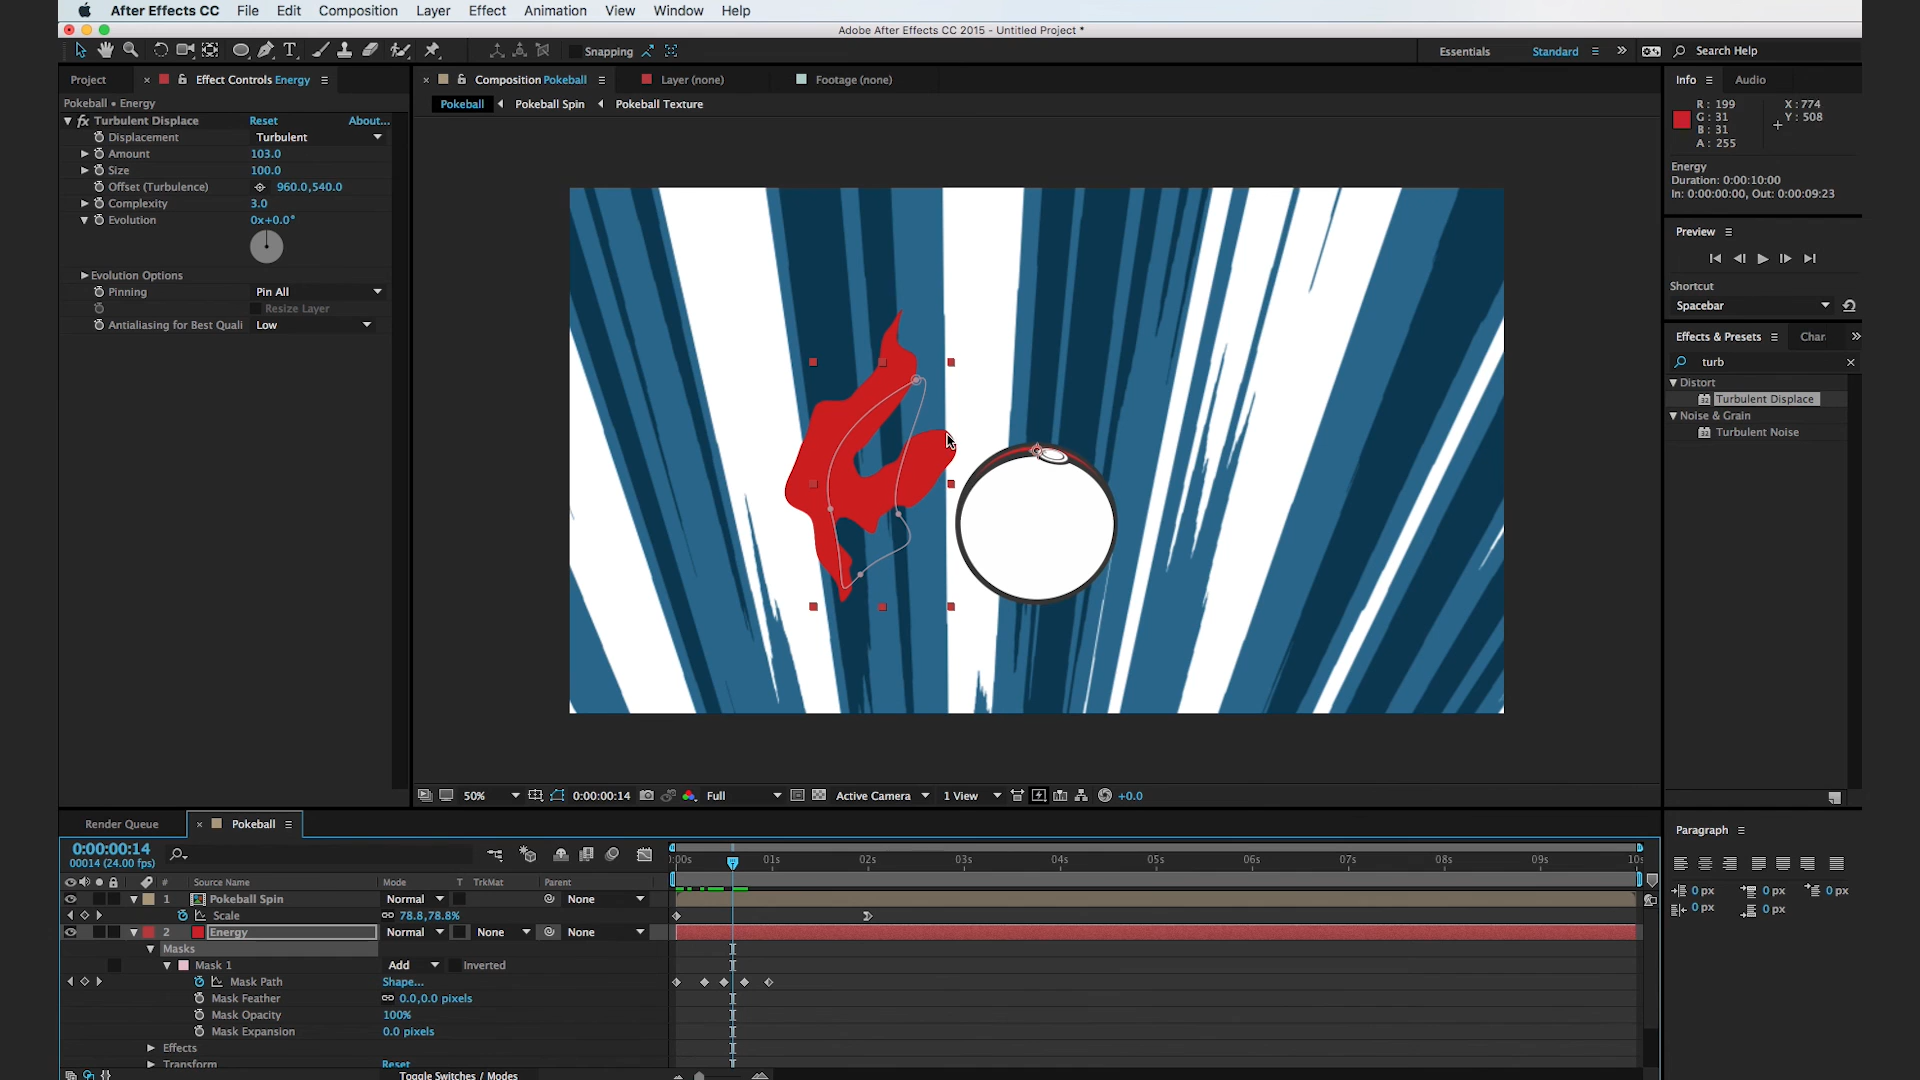 After Effects CC File Edit Composition Layer Effect Animation View Window Help
Adobe After Effects CC 2015 - Untitled Project *
T Snapping Essentials Standard » Search Help
Project × Effect Controls Energy
Pokeball • Energy
fx Turbulent Displace Reset About...
Displacement Turbulent
Amount 103.0
Size 100.0
Offset (Turbulence) 960.0,540.0
Complexity 3.0
Evolution 0x+0.0°
Evolution Options
Pinning Pin All
Resize Layer
Antialiasing for Best Quali Low
× Composition Pokeball Layer (none) Footage (none)
Pokeball Pokeball Spin Pokeball Texture
50% 0:00:00:14 Full Active Camera 1 View +0.0
Info Audio
R: 199 X: 774
G: 31 Y: 508
B: 31
A: 255
Energy
Duration: 0:00:10:00
In: 0:00:00:00, Out: 0:00:09:23
Preview
Shortcut
Spacebar
Effects & Presets Char »
turb ×
Distort
32 Turbulent Displace
Noise & Grain
32 Turbulent Noise
Paragraph
0 px 0 px 0 px
0 px 0 px
Render Queue × Pokeball
0:00:00:14
00014 (24.00 fps)
# Source Name Mode T TrkMat Parent
:00s 01s 02s 03s 04s 05s 06s 07s 08s 09s 10s
1 Pokeball Spin Normal None
Scale 78.8,78.8%
2 Energy Normal None None
Masks
Mask 1 Add Inverted
Mask Path Shape...
Mask Feather 0.0,0.0 pixels
Mask Opacity 100%
Mask Expansion 0.0 pixels
Effects
Transform Reset
Toggle Switches / Modes